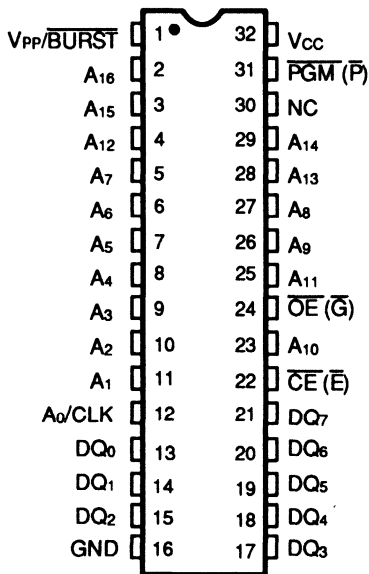 VPP/BURST 1 32 VCC
A16 2 31 PGM (P)
A15 3 30 NC
A12 4 29 A14
A7 5 28 A13
A6 6 27 A8
A5 7 26 A9
A4 8 25 A11
A3 9 24 OE (G)
A2 10 23 A10
A1 11 22 CE (E)
A0/CLK 12 21 DQ7
DQ0 13 20 DQ6
DQ1 14 19 DQ5
DQ2 15 18 DQ4
GND 16 17 DQ3